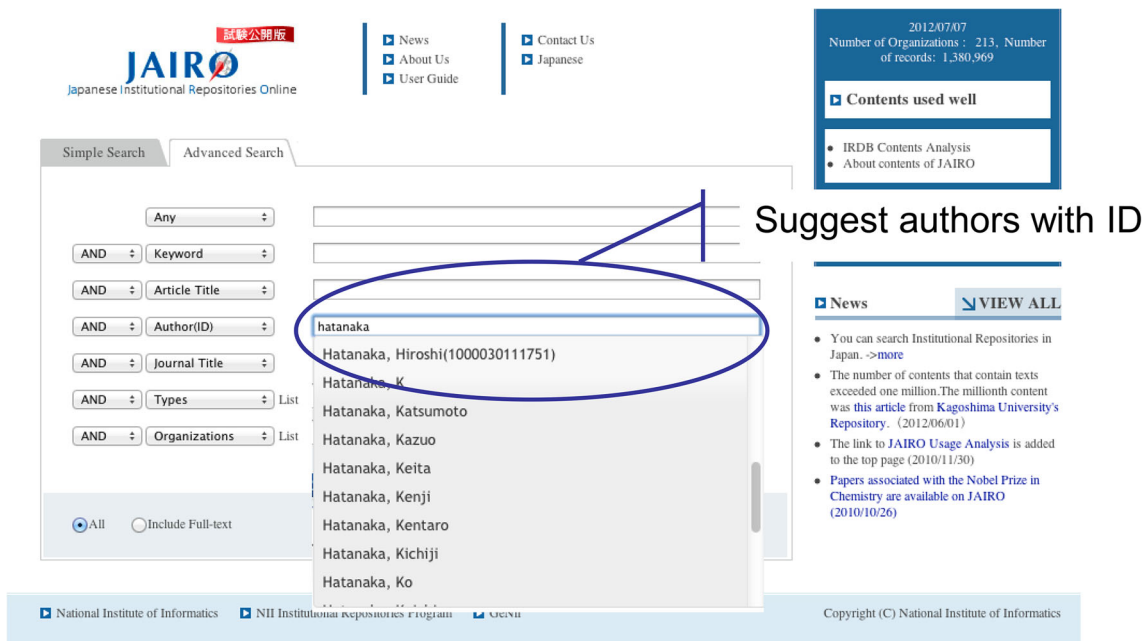 試験公開版
JAIRO
Japanese Institutional Repositories Online
News
About Us
User Guide
Contact Us
Japanese
2012/07/07
Number of Organizations : 213, Number
of records: 1,380,969
Contents used well
IRDB Contents Analysis
About contents of JAIRO
Simple Search
Advanced Search
Suggest authors with ID
Any
AND Keyword
AND Article Title
AND Author(ID) hatanaka
AND Journal Title
AND Types List
AND Organizations List
Hatanaka, Hiroshi(1000030111751)
Hatanaka, K
Hatanaka, Katsumoto
Hatanaka, Kazuo
Hatanaka, Keita
Hatanaka, Kenji
Hatanaka, Kentaro
Hatanaka, Kichiji
Hatanaka, Ko
All Include Full-text
News
VIEW ALL
You can search Institutional Repositories in
Japan. ->more
The number of contents that contain texts
exceeded one million.The millionth content
was this article from Kagoshima University's
Repository. （2012/06/01）
The link to JAIRO Usage Analysis is added
to the top page (2010/11/30)
Papers associated with the Nobel Prize in
Chemistry are available on JAIRO
(2010/10/26)
National Institute of Informatics
NII Institutional Repositories Program
GeNii
Copyright (C) National Institute of Informatics